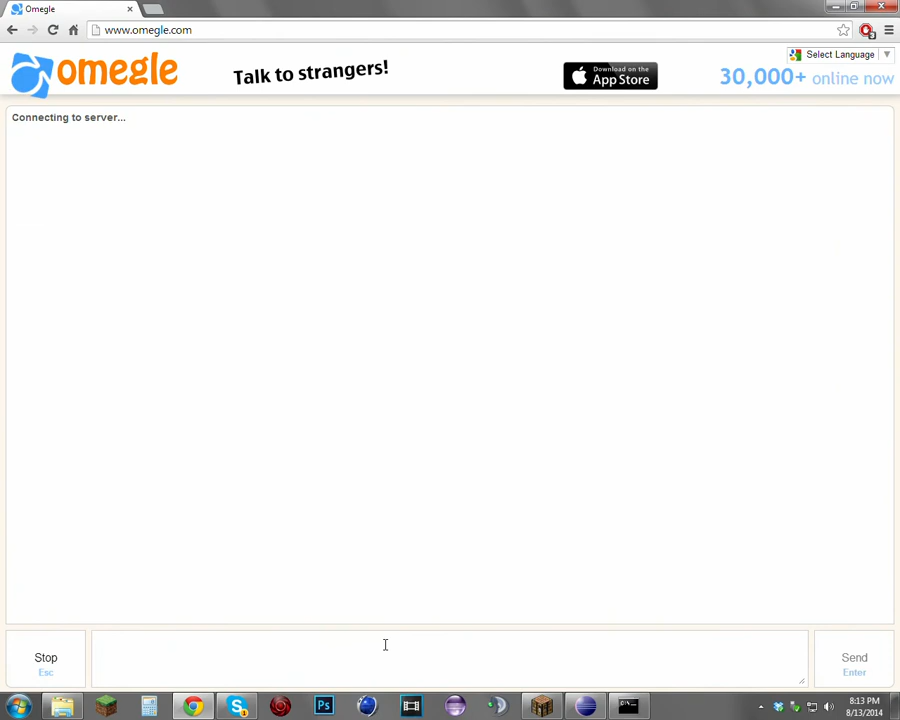 Omegle
www.omegle.com
omegle
Talk to strangers!
Download on the
App Store
Select Language
30,000+ online now
Connecting to server...
Stop
Esc
Send
Enter
Ps
8:13 PM
8/13/2014